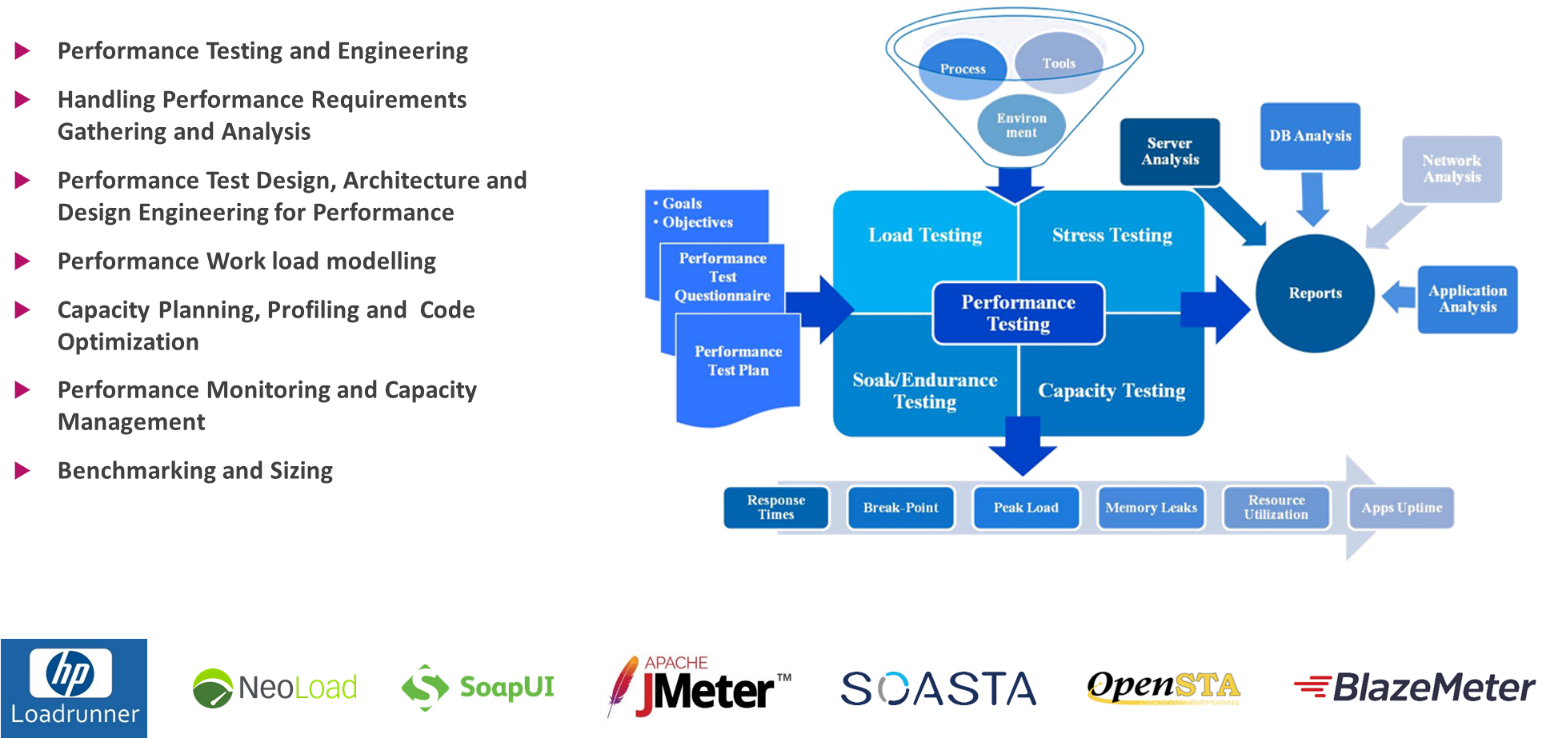 Performance Testing and Engineering
Handling Performance Requirements
Gathering and Analysis
Performance Test Design, Architecture and
Design Engineering for Performance
Performance Work load modelling
Capacity Planning, Profiling and  Code
Optimization
Performance Monitoring and Capacity
Management
Benchmarking and Sizing
Process
Tools
Environ
ment
Server
Analysis
DB Analysis
Network
Analysis
• Goals
• Objectives
Performance
Test
Questionnaire
Performance
Test Plan
Load Testing
Stress Testing
Performance
Testing
Soak/Endurance
Testing
Capacity Testing
Reports
Application
Analysis
Response
Times
Break-Point
Peak Load
Memory Leaks
Resource
Utilization
Apps Uptime
hp
Loadrunner
NeoLoad
SoapUI
APACHE
JMeter™
SOASTA
OpenSTA
BlazeMeter